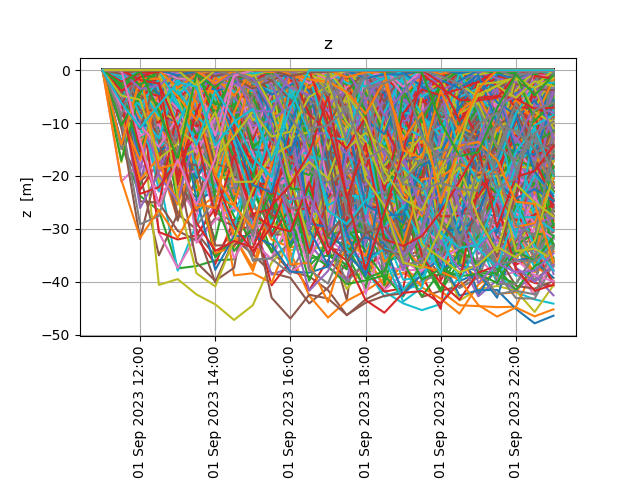 z
z [m]
0
−10
−20
−30
−40
−50
01 Sep 2023 12:00
01 Sep 2023 14:00
01 Sep 2023 16:00
01 Sep 2023 18:00
01 Sep 2023 20:00
01 Sep 2023 22:00